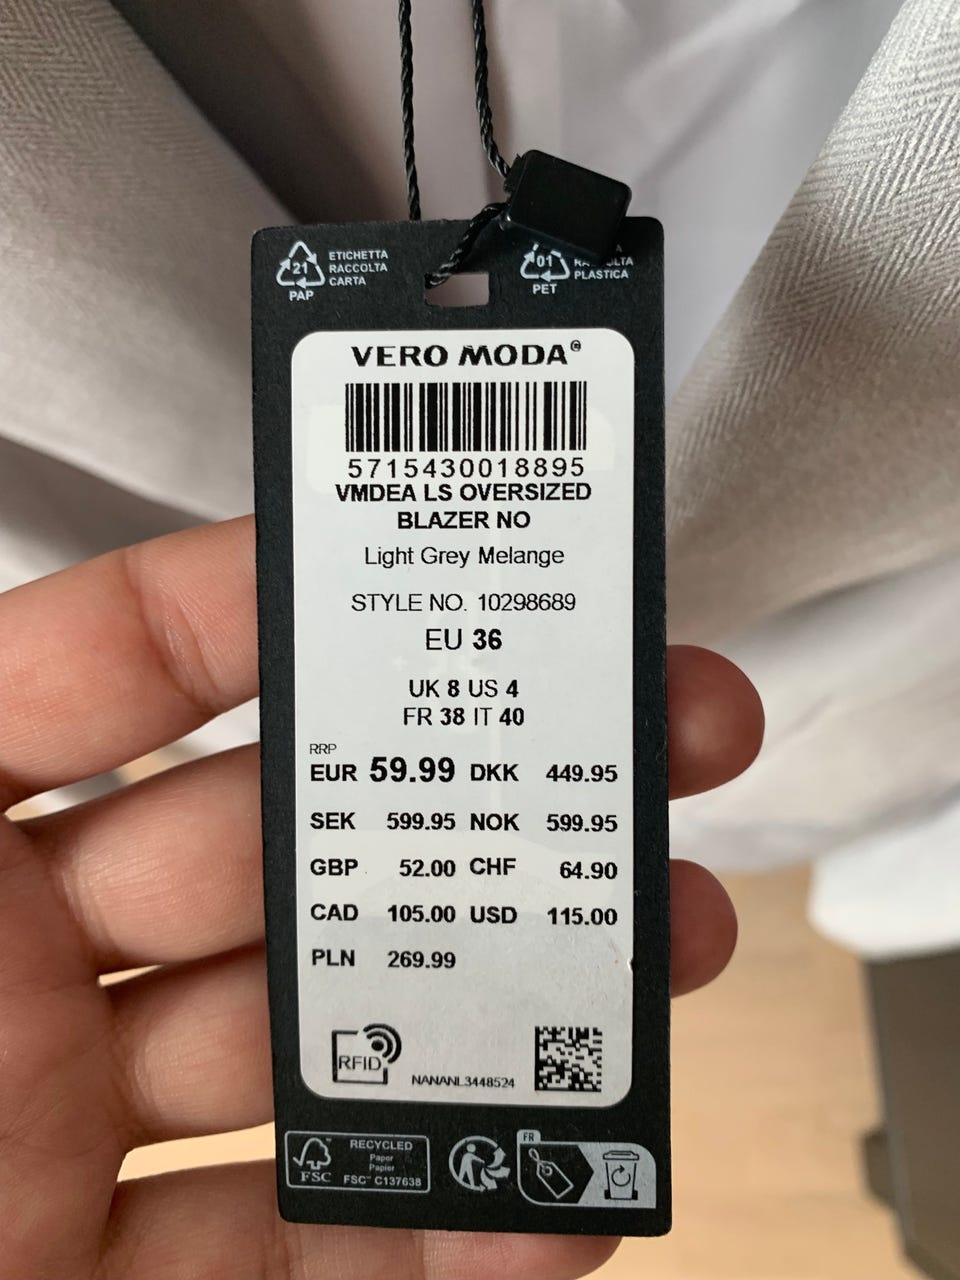 21
PAP
ETICHETTA
RACCOLTA
CARTA
01
PET
PLASTICA
VERO MODA®
5715430018895
VMDEA LS OVERSIZED
BLAZER NO
Light Grey Melange
STYLE NO. 10298689
EU 36
UK 8 US 4
FR 38 IT 40
RRP
EUR 59.99 DKK 449.95
SEK 599.95 NOK 599.95
GBP 52.00 CHF 64.90
CAD 105.00 USD 115.00
PLN 269.99
RFID
NANANL3448524
FSC
RECYCLED
Paper
Papier
FSC™ C137638
FR